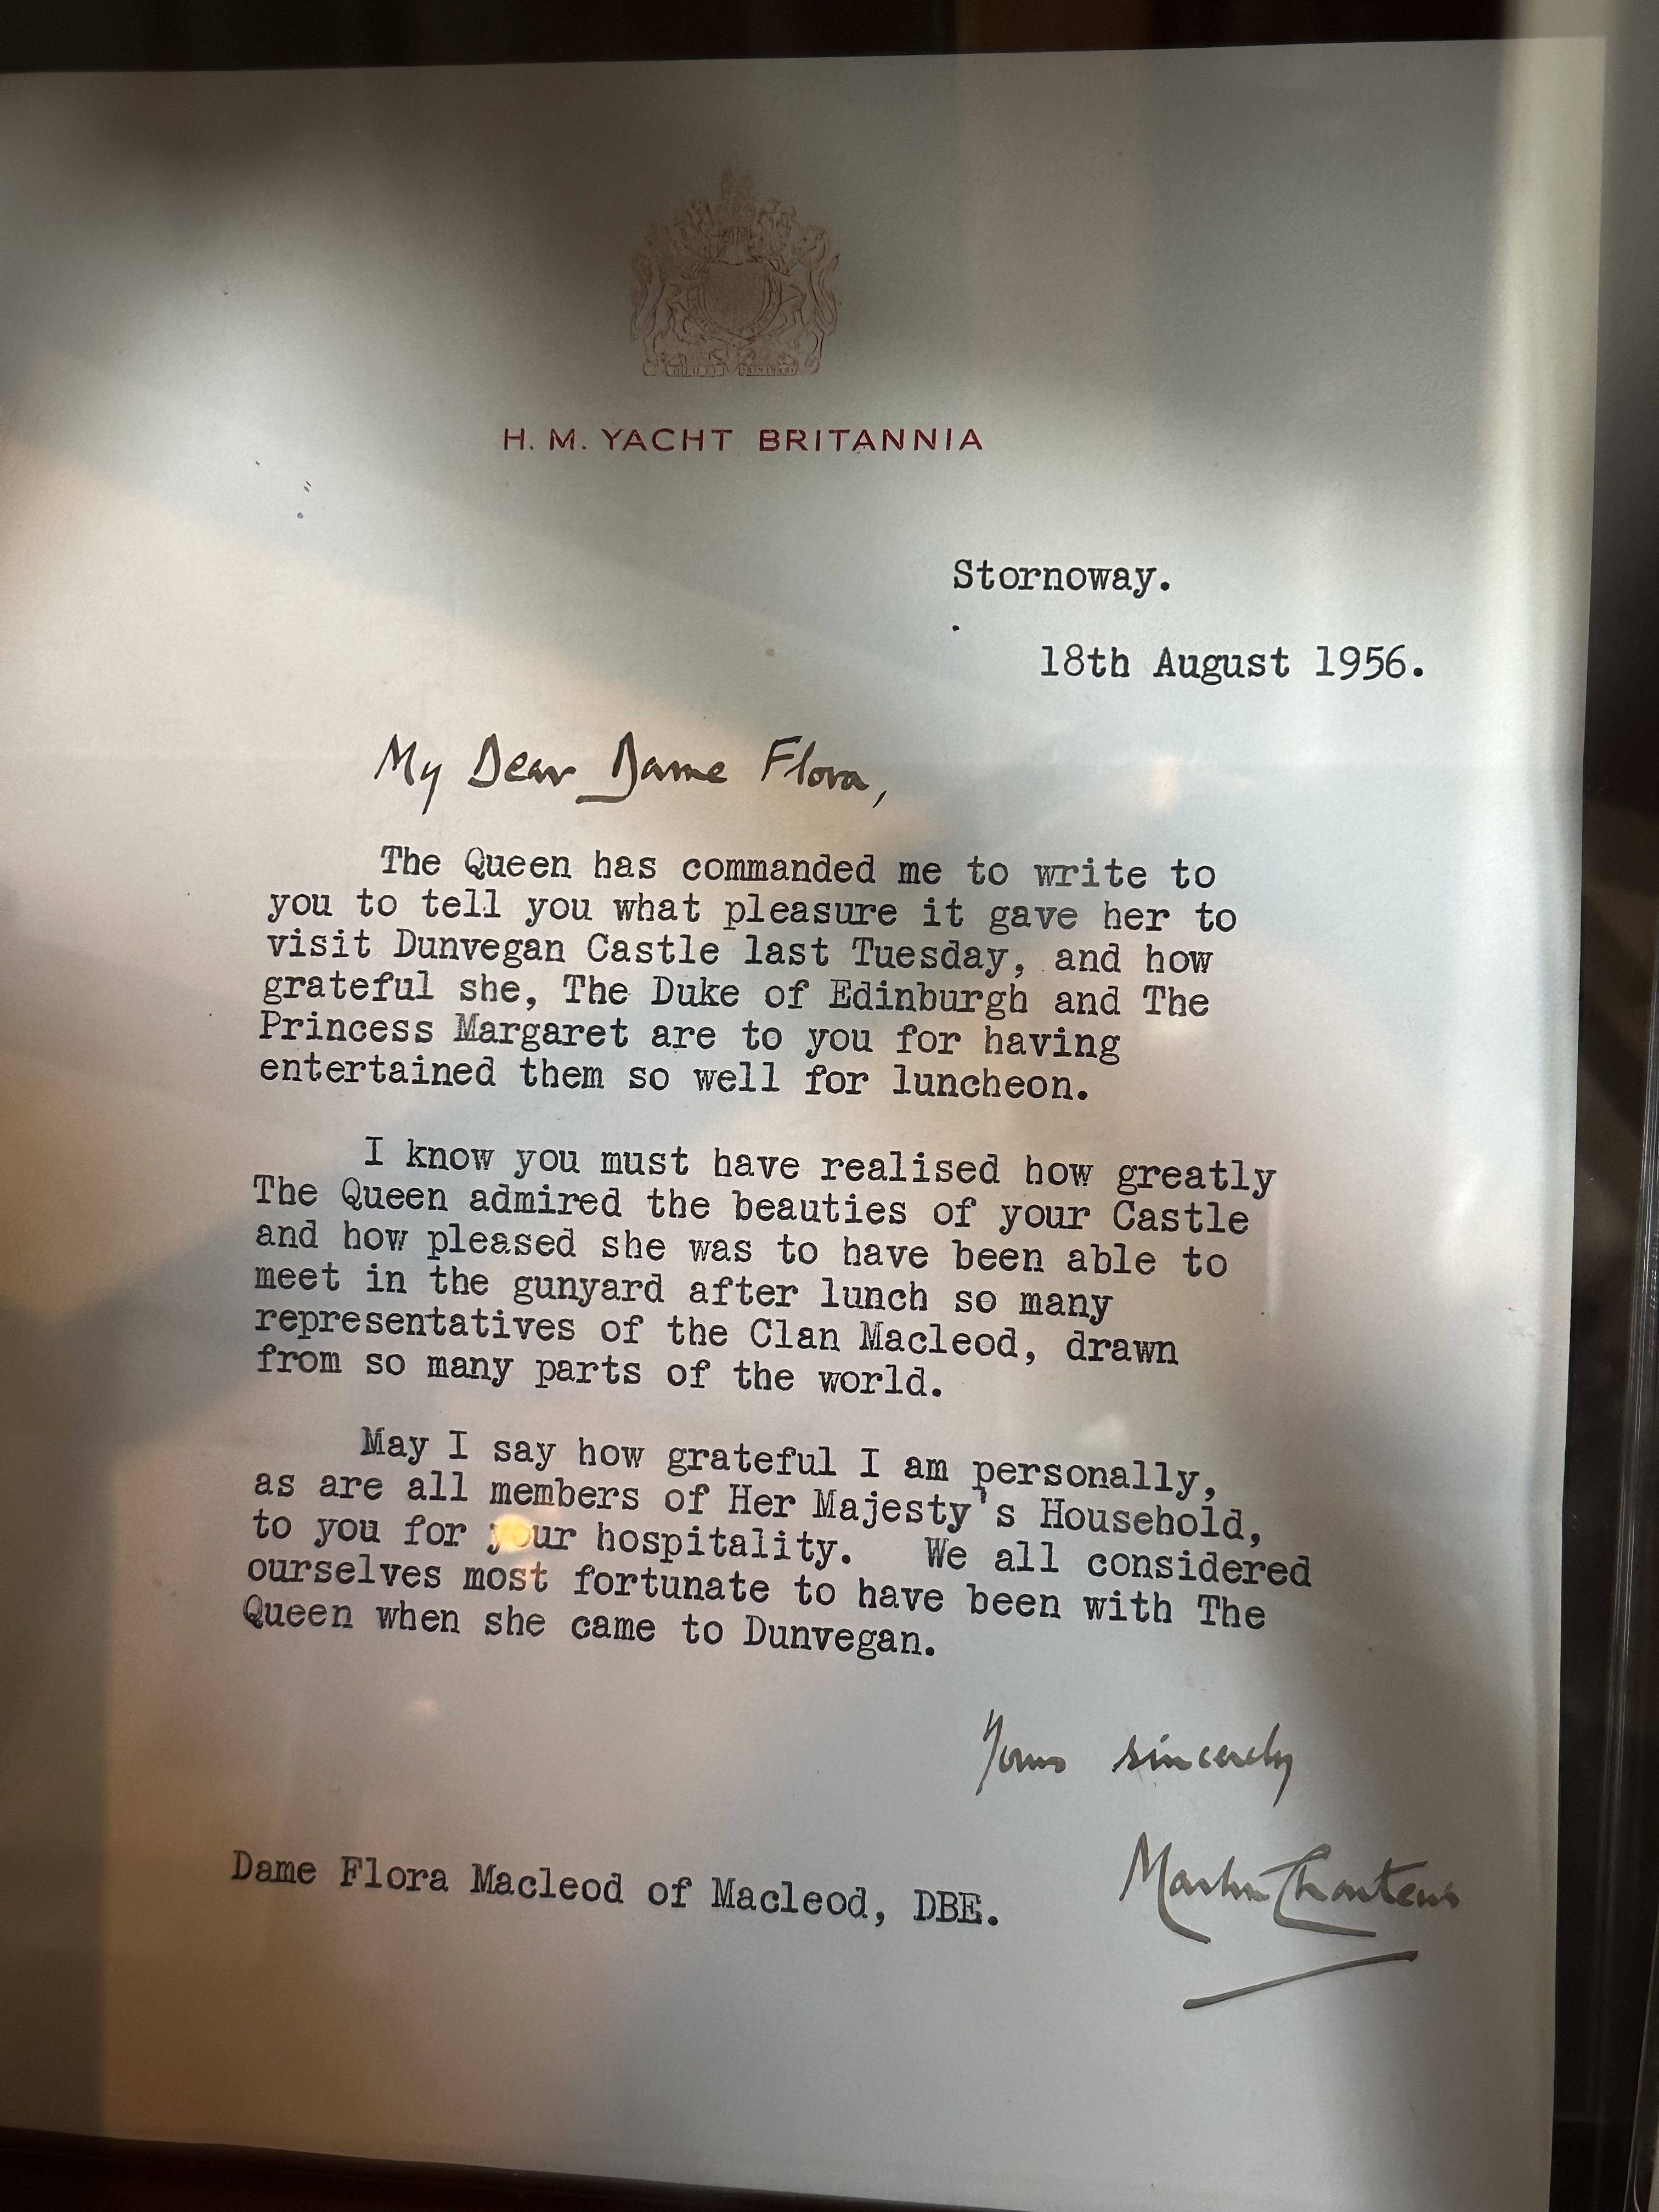 H. M. YACHT BRITANNIA
Stornoway.
18th August 1956.
My Dear Dame Flora,
The Queen has commanded me to write to
you to tell you what pleasure it gave her to
visit Dunvegan Castle last Tuesday, and how
grateful she, The Duke of Edinburgh and The
Princess Margaret are to you for having
entertained them so well for luncheon.
I know you must have realised how greatly
The Queen admired the beauties of your Castle
and how pleased she was to have been able to
meet in the gunyard after lunch so many
representatives of the Clan Macleod, drawn
from so many parts of the world.
May I say how grateful I am personally,
as are all members of Her Majesty's Household,
to you for your hospitality. We all considered
ourselves most fortunate to have been with The
Queen when she came to Dunvegan.
Yours sincerely
Martin Charteris
Dame Flora Macleod of Macleod, DBE.